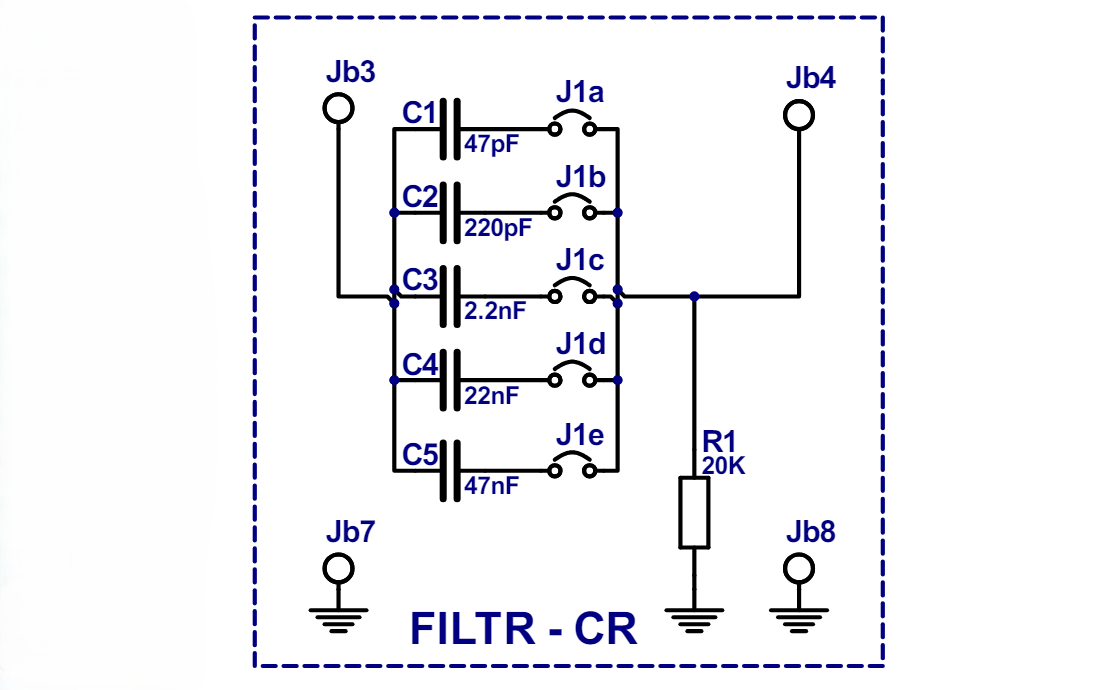 Jb3
Jb4
C1
J1a
47pF
C2
J1b
220pF
C3
J1c
2.2nF
C4
J1d
22nF
C5
J1e
47nF
R1
20K
Jb7
Jb8
FILTR - CR